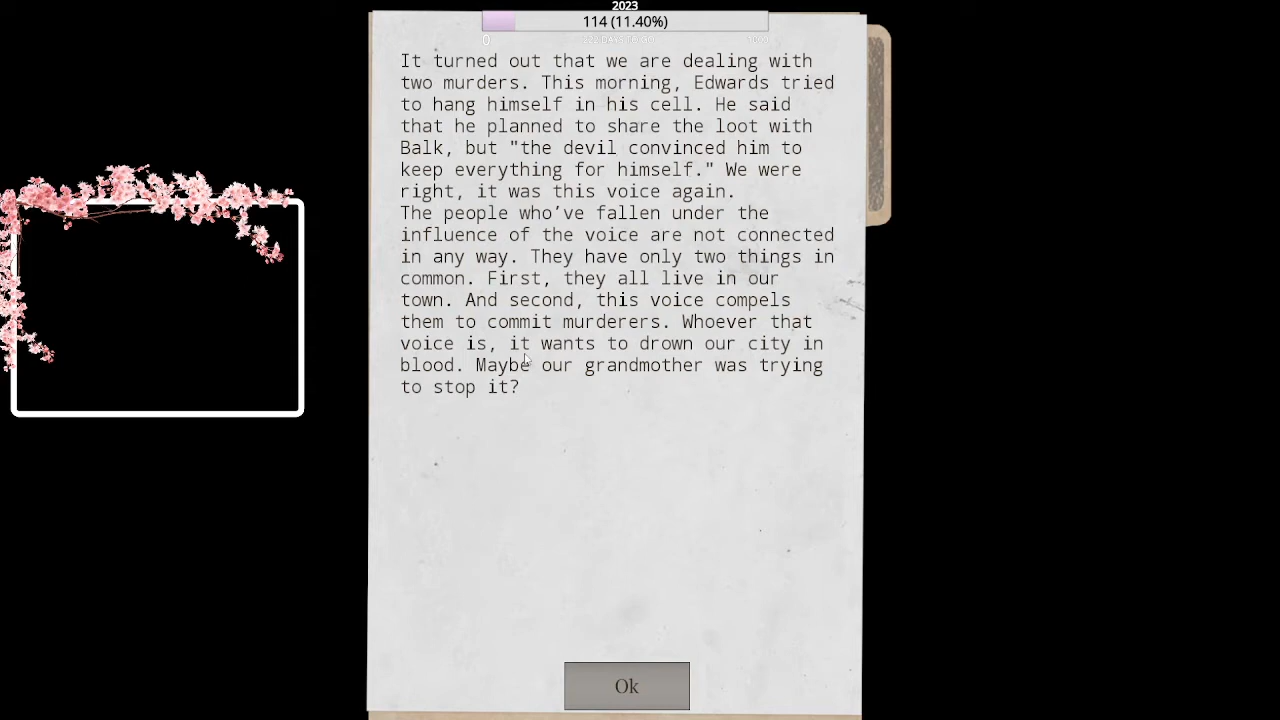 2023
114 (11.40%)
0
It turned out that we are dealing with
two murders. This morning, Edwards tried
to hang himself in his cell. He said
that he planned to share the loot with
Balk, but "the devil convinced him to
keep everything for himself." We were
right, it was this voice again.
The people who’ve fallen under the
influence of the voice are not connected
in any way. They have only two things in
common. First, they all live in our
town. And second, this voice compels
them to commit murderers. Whoever that
voice is, it wants to drown our city in
blood. Maybe our grandmother was trying
to stop it?
Ok